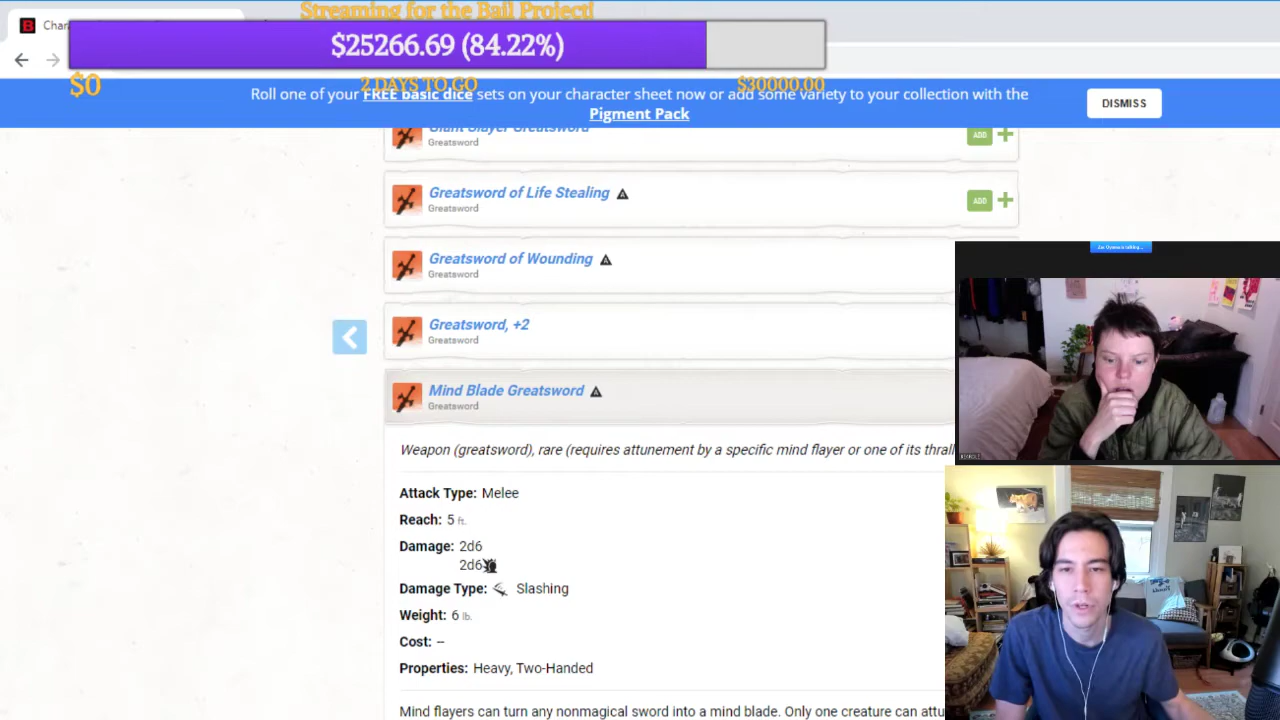 Streaming for the Bail Project!
Char
$25266.69 (84.22%)
$0
2 DAYS TO GO
$30000.00
Roll one of your FREE basic dice sets on your character sheet now or add some variety to your collection with the
Pigment Pack
DISMISS
Giant Slayer Greatsword
Greatsword
ADD
Greatsword of Life Stealing
Greatsword
ADD
Greatsword of Wounding
Greatsword
Greatsword, +2
Greatsword
Mind Blade Greatsword
Greatsword
Weapon (greatsword), rare (requires attunement by a specific mind flayer or one of its thrall
Attack Type: Melee
Reach: 5 ft.
Damage: 2d6
2d6
Damage Type: Slashing
Weight: 6 lb.
Cost: --
Properties: Heavy, Two-Handed
Mind flayers can turn any nonmagical sword into a mind blade. Only one creature can attu